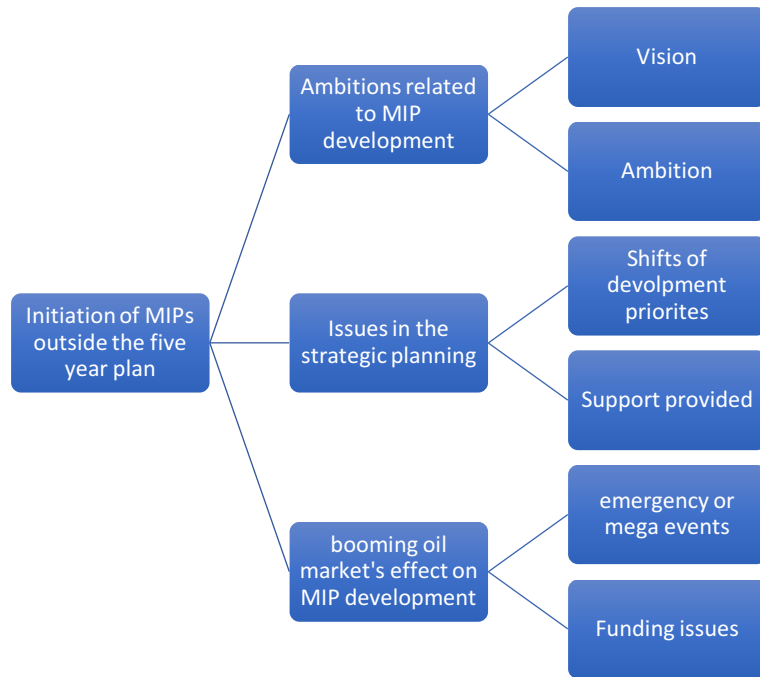 Initiation of MIPs
outside the five
year plan
Ambitions related
to MIP
development
Vision
Ambition
Issues in the
strategic planning
Shifts of
devolpment
priorites
Support provided
booming oil
market's effect on
MIP development
emergency or
mega events
Funding issues